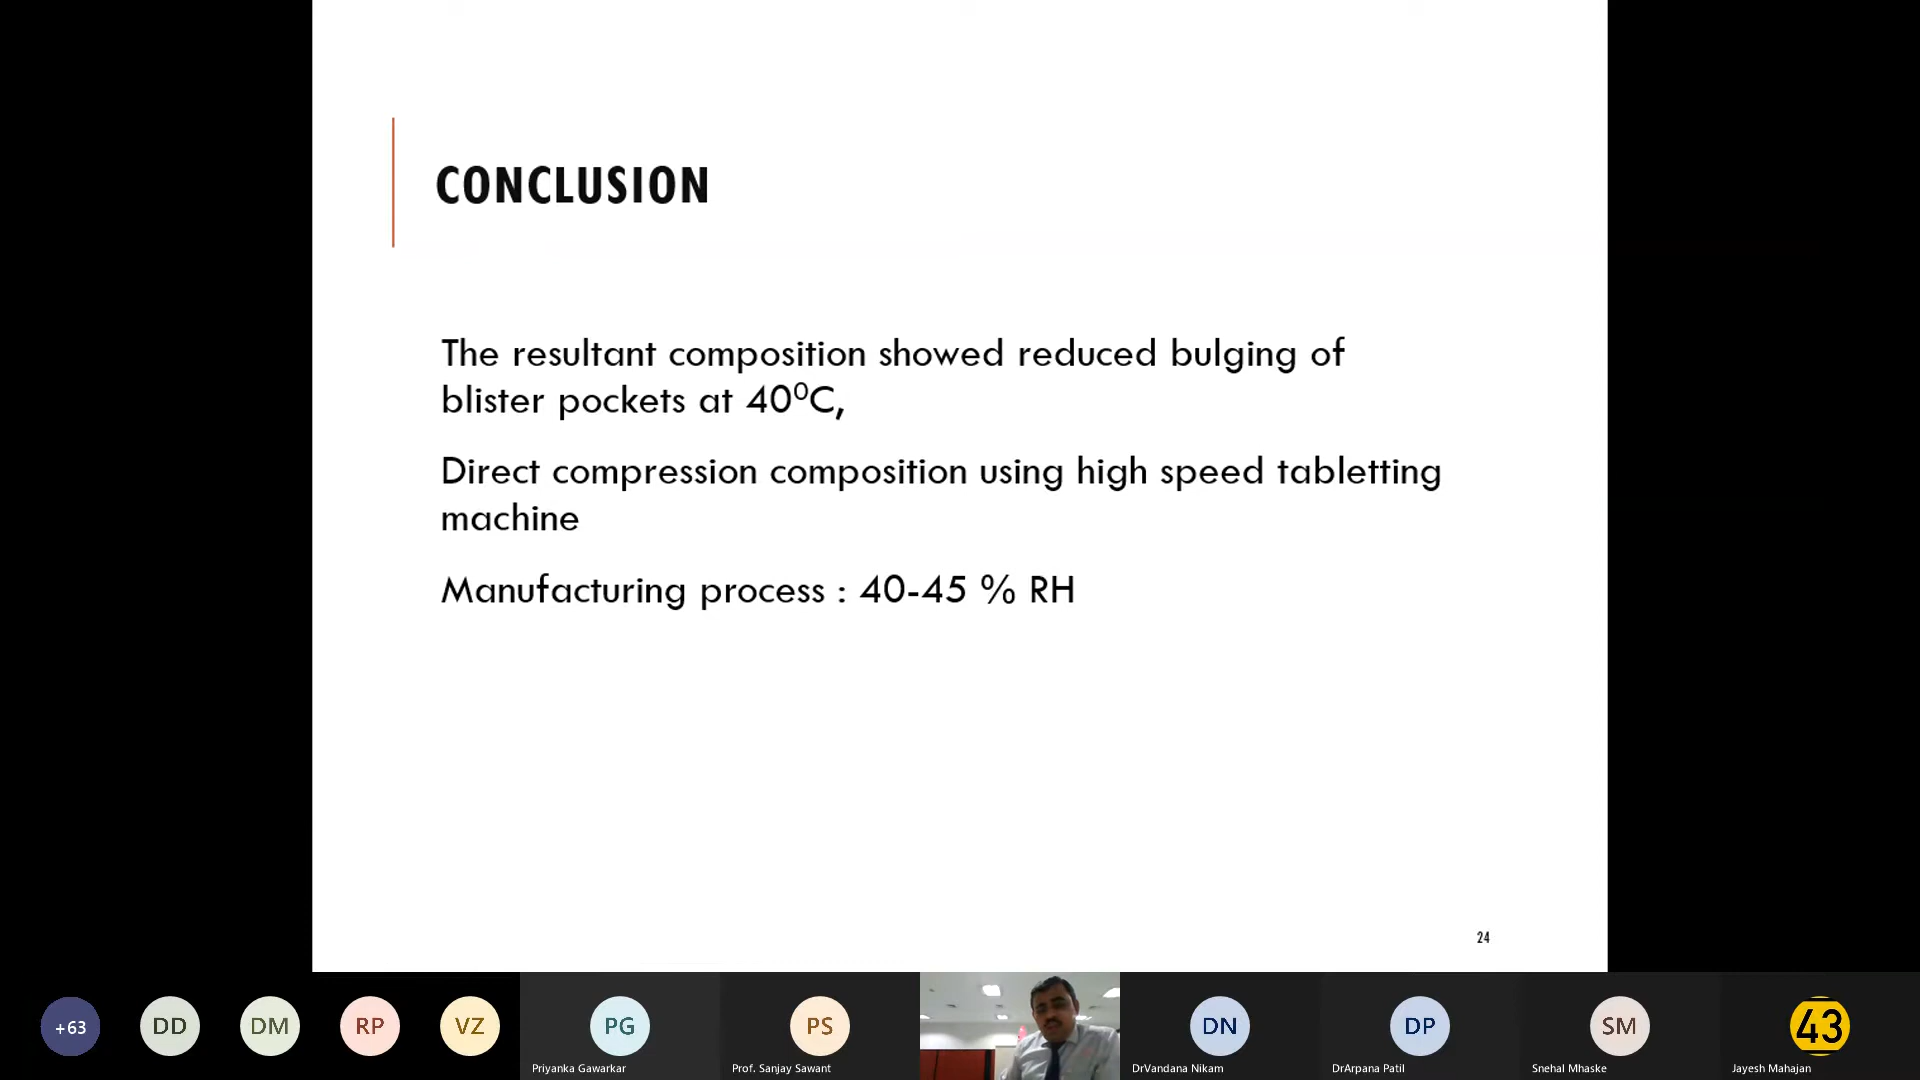 CONCLUSION
The resultant composition showed reduced bulging of
blister pockets at 40⁰C,
Direct compression composition using high speed tabletting
machine
Manufacturing process : 40-45 % RH
24
+63
DD
DM
RP
VZ
PG
PS
DN
DP
SM
43
Priyanka Gawarkar
Prof. Sanjay Sawant
DrVandana Nikam
DrArpana Patil
Snehal Mhaske
Jayesh Mahajan